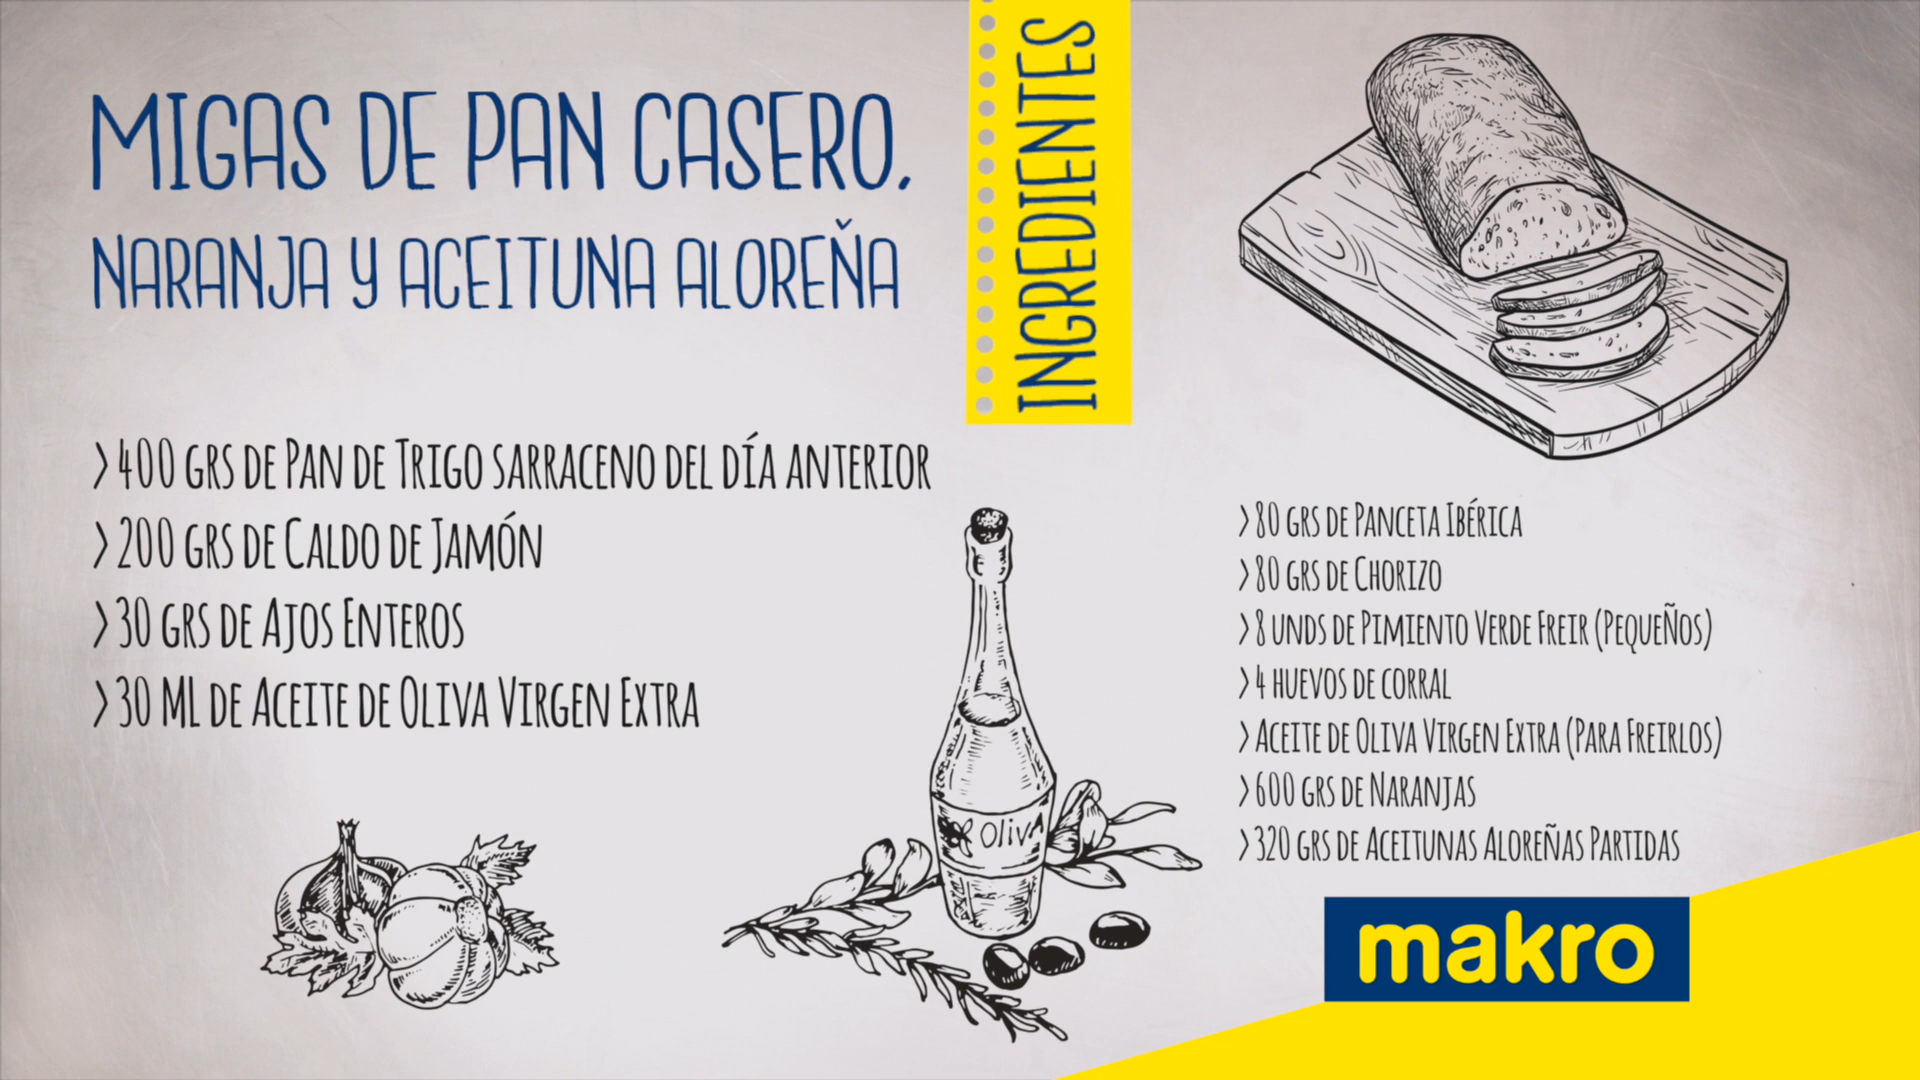 MIGAS DE PAN CASERO,
NARANJA Y ACEITUNA ALOREÑA
INGREDIENTES
> 400 GRS DE PAN DE TRIGO SARRACENO DEL DÍA ANTERIOR
> 200 GRS DE CALDO DE JAMÓN
> 30 GRS DE AJOS ENTEROS
> 30 ML DE ACEITE DE OLIVA VIRGEN EXTRA
OLIVA
> 80 GRS DE PANCETA IBÉRICA
> 80 GRS DE CHORIZO
> 8 UNDS DE PIMIENTO VERDE FREIR (PEQUEÑOS)
> 4 HUEVOS DE CORRAL
> ACEITE DE OLIVA VIRGEN EXTRA (PARA FREIRLOS)
> 600 GRS DE NARANJAS
> 320 GRS DE ACEITUNAS ALOREÑAS PARTIDAS
makro